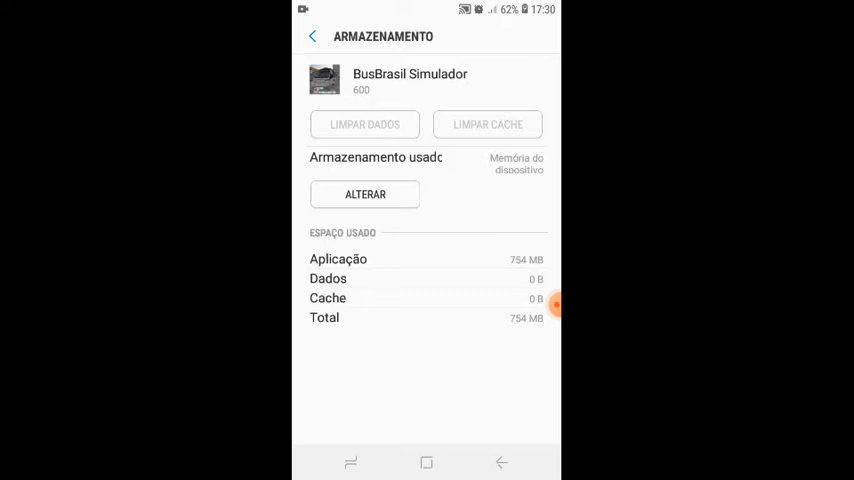 62% 17:30
ARMAZENAMENTO
BusBrasil Simulador
600
LIMPAR DADOS LIMPAR CACHE
Armazenamento usado Memória do
dispositivo
ALTERAR
ESPAÇO USADO
Aplicação 754 MB
Dados 0 B
Cache 0 B
Total 754 MB